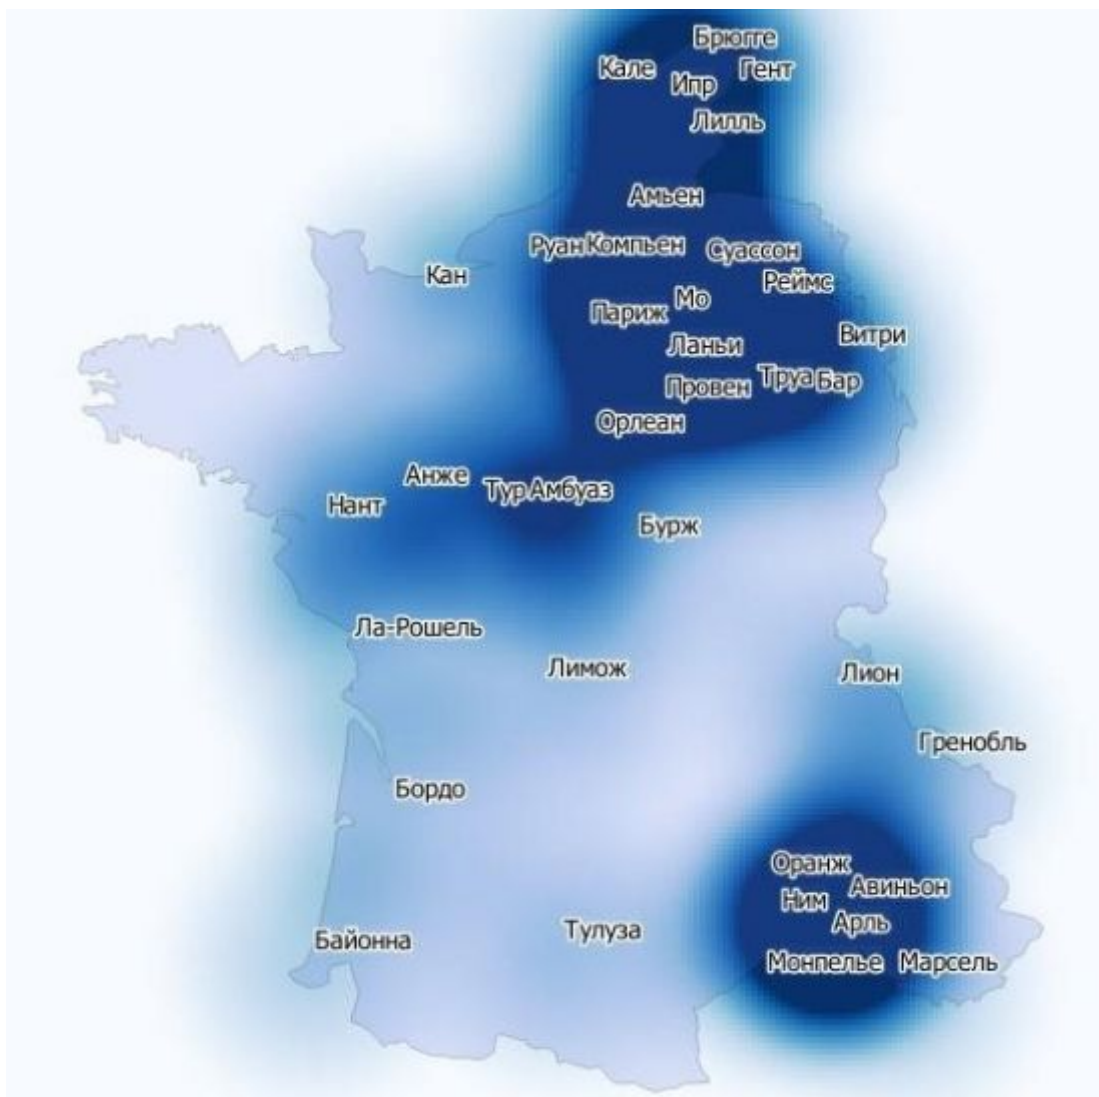 Брюгге
Кале Ипр Гент
Лилль
Амьен
Руан Компьен Суассон
Кан Реймс
Париж Мо
Ланьи Витри
Провен Труа Бар
Орлеан
Анже Тур Амбуаз
Нант Бурж
Ла-Рошель
Лимож Лион
Гренобль
Бордо
Оранж
Ним Авиньон
Арль
Байонна Тулуза
Монпелье Марсель